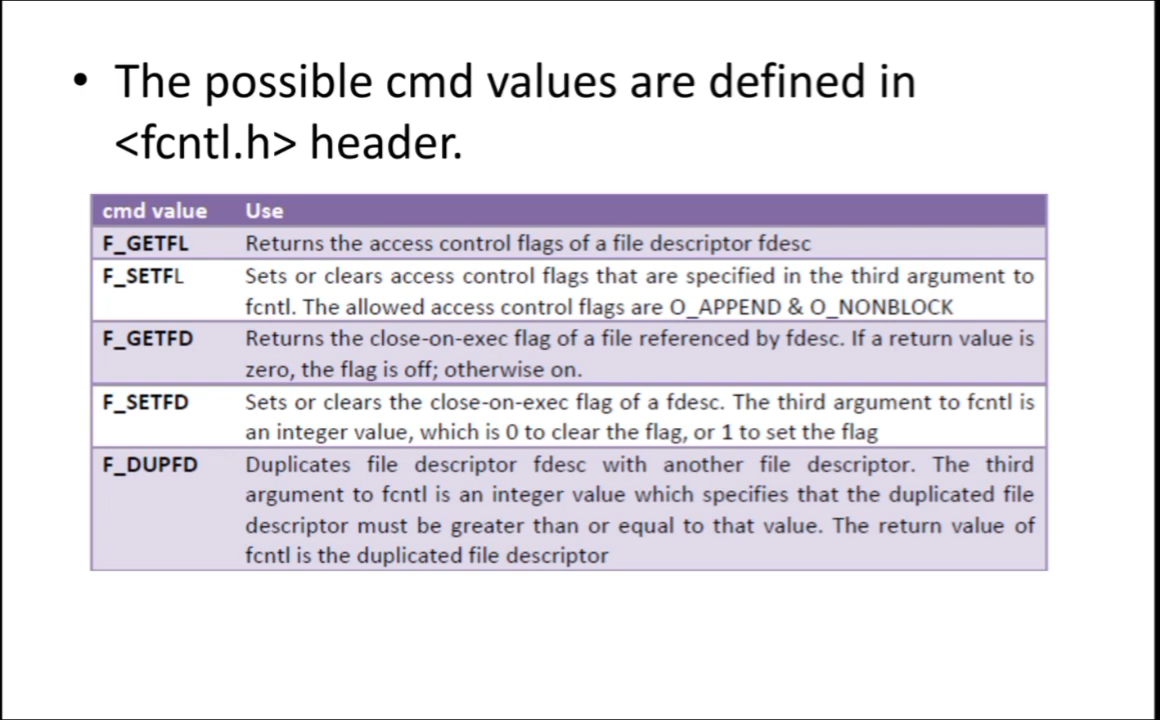 • The possible cmd values are defined in
<fcntl.h> header.
cmd value Use
F_GETFL Returns the access control flags of a file descriptor fdesc
F_SETFL Sets or clears access control flags that are specified in the third argument to
fcntl. The allowed access control flags are O_APPEND & O_NONBLOCK
F_GETFD Returns the close-on-exec flag of a file referenced by fdesc. If a return value is
zero, the flag is off; otherwise on.
F_SETFD Sets or clears the close-on-exec flag of a fdesc. The third argument to fcntl is
an integer value, which is 0 to clear the flag, or 1 to set the flag
F_DUPFD Duplicates file descriptor fdesc with another file descriptor. The third
argument to fcntl is an integer value which specifies that the duplicated file
descriptor must be greater than or equal to that value. The return value of
fcntl is the duplicated file descriptor